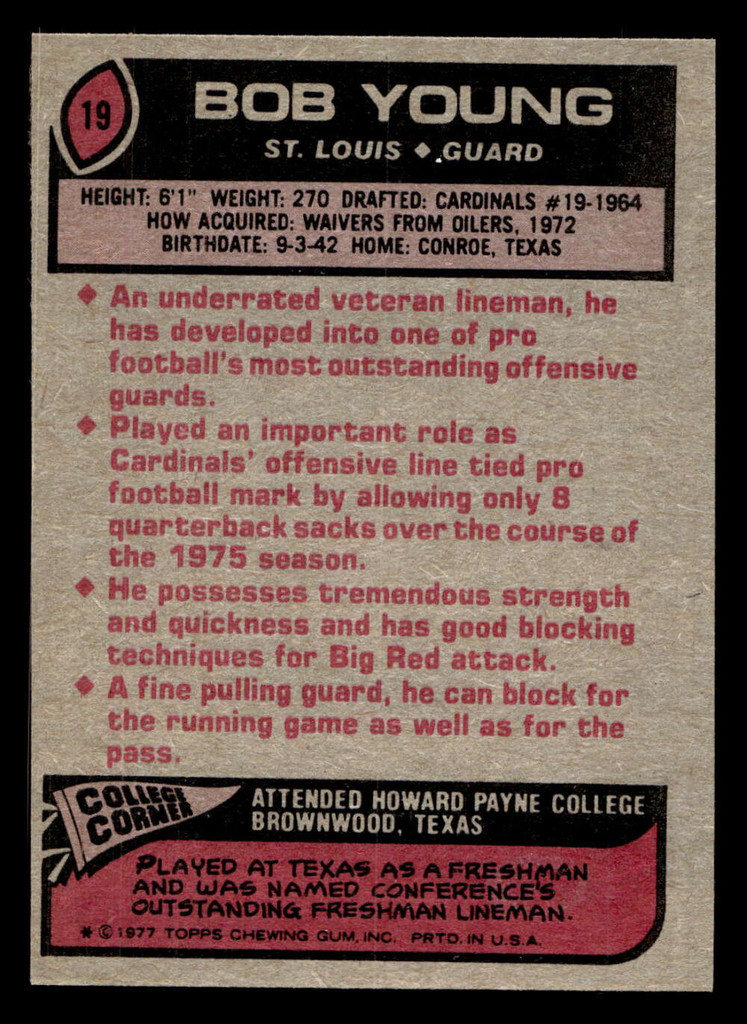 19
BOB YOUNG
ST. LOUIS ◆ GUARD
HEIGHT: 6'1" WEIGHT: 270 DRAFTED: CARDINALS #19-1964
HOW ACQUIRED: WAIVERS FROM OILERS, 1972
BIRTHDATE: 9-3-42 HOME: CONROE, TEXAS
◆ An underrated veteran lineman, he
has developed into one of pro
football's most outstanding offensive
guards.
◆ Played an important role as
Cardinals' offensive line tied pro
football mark by allowing only 8
quarterback sacks over the course of
the 1975 season.
◆ He possesses tremendous strength
and quickness and has good blocking
techniques for Big Red attack.
◆ A fine pulling guard, he can block for
the running game as well as for the
pass.
COLLEGE
CORNER
ATTENDED HOWARD PAYNE COLLEGE
BROWNWOOD, TEXAS
PLAYED AT TEXAS AS A FRESHMAN
AND WAS NAMED CONFERENCE'S
OUTSTANDING FRESHMAN LINEMAN.
* © 1977 TOPPS CHEWING GUM, INC. PRTD. IN U.S.A.